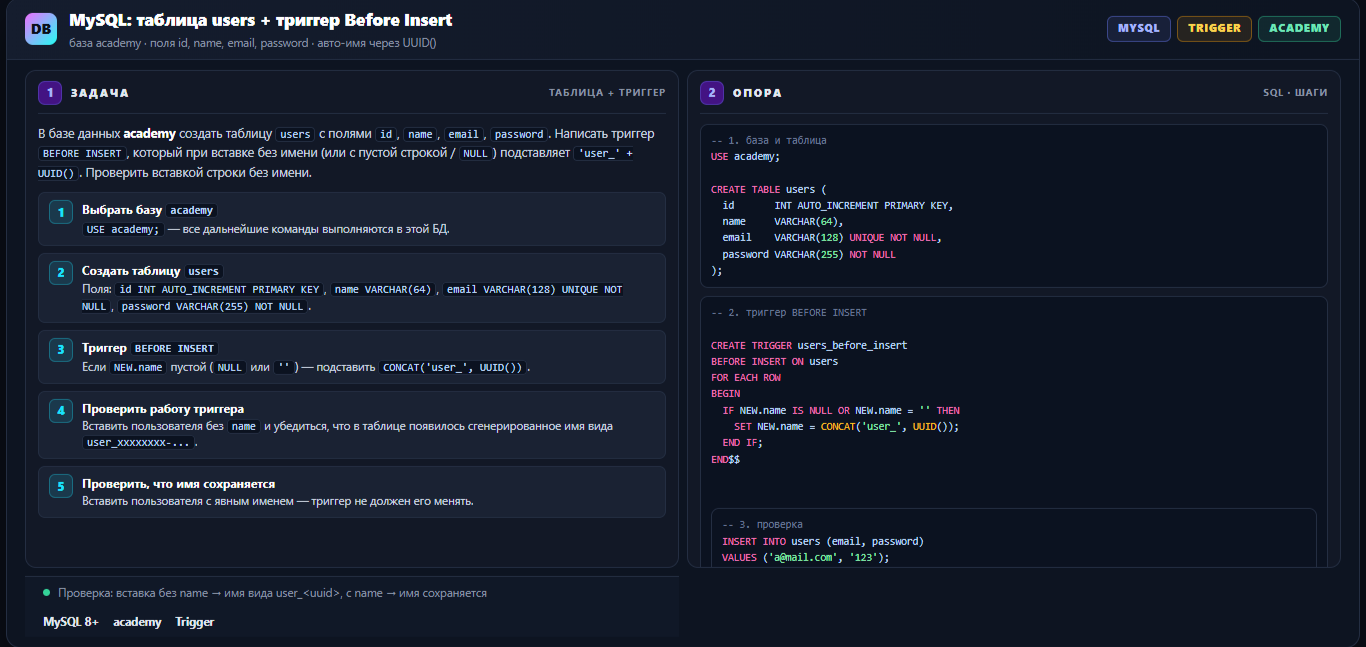 DB
MySQL: таблица users + триггер Before Insert
база academy · поля id, name, email, password · авто-имя через UUID()
MYSQL TRIGGER ACADEMY
1 ЗАДАЧА ТАБЛИЦА + ТРИГГЕР
В базе данных academy создать таблицу users с полями id, name, email, password. Написать триггер
BEFORE INSERT, который при вставке без имени (или с пустой строкой / NULL) подставляет 'user_' +
UUID(). Проверить вставкой строки без имени.
1 Выбрать базу academy
USE academy; — все дальнейшие команды выполняются в этой БД.
2 Создать таблицу users
Поля: id INT AUTO_INCREMENT PRIMARY KEY, name VARCHAR(64), email VARCHAR(128) UNIQUE NOT
NULL, password VARCHAR(255) NOT NULL.
3 Триггер BEFORE INSERT
Если NEW.name пустой (NULL или '') — подставить CONCAT('user_', UUID()).
4 Проверить работу триггера
Вставить пользователя без name и убедиться, что в таблице появилось сгенерированное имя вида
user_xxxxxxxx-....
5 Проверить, что имя сохраняется
Вставить пользователя с явным именем — триггер не должен его менять.
Проверка: вставка без name → имя вида user_<uuid>, с name → имя сохраняется
MySQL 8+ academy Trigger
2 ОПОРА SQL · ШАГИ
-- 1. база и таблица
USE academy;
CREATE TABLE users (
id INT AUTO_INCREMENT PRIMARY KEY,
name VARCHAR(64),
email VARCHAR(128) UNIQUE NOT NULL,
password VARCHAR(255) NOT NULL
);
-- 2. триггер BEFORE INSERT
CREATE TRIGGER users_before_insert
BEFORE INSERT ON users
FOR EACH ROW
BEGIN
IF NEW.name IS NULL OR NEW.name = '' THEN
SET NEW.name = CONCAT('user_', UUID());
END IF;
END$$
-- 3. проверка
INSERT INTO users (email, password)
VALUES ('a@mail.com', '123');